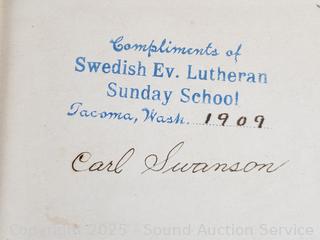 Compliments of
Swedish Ev. Lutheran
Sunday School
Tacoma, Wash. 1909
Carl Swanson
Copyright 2025 - Sound Auction Service